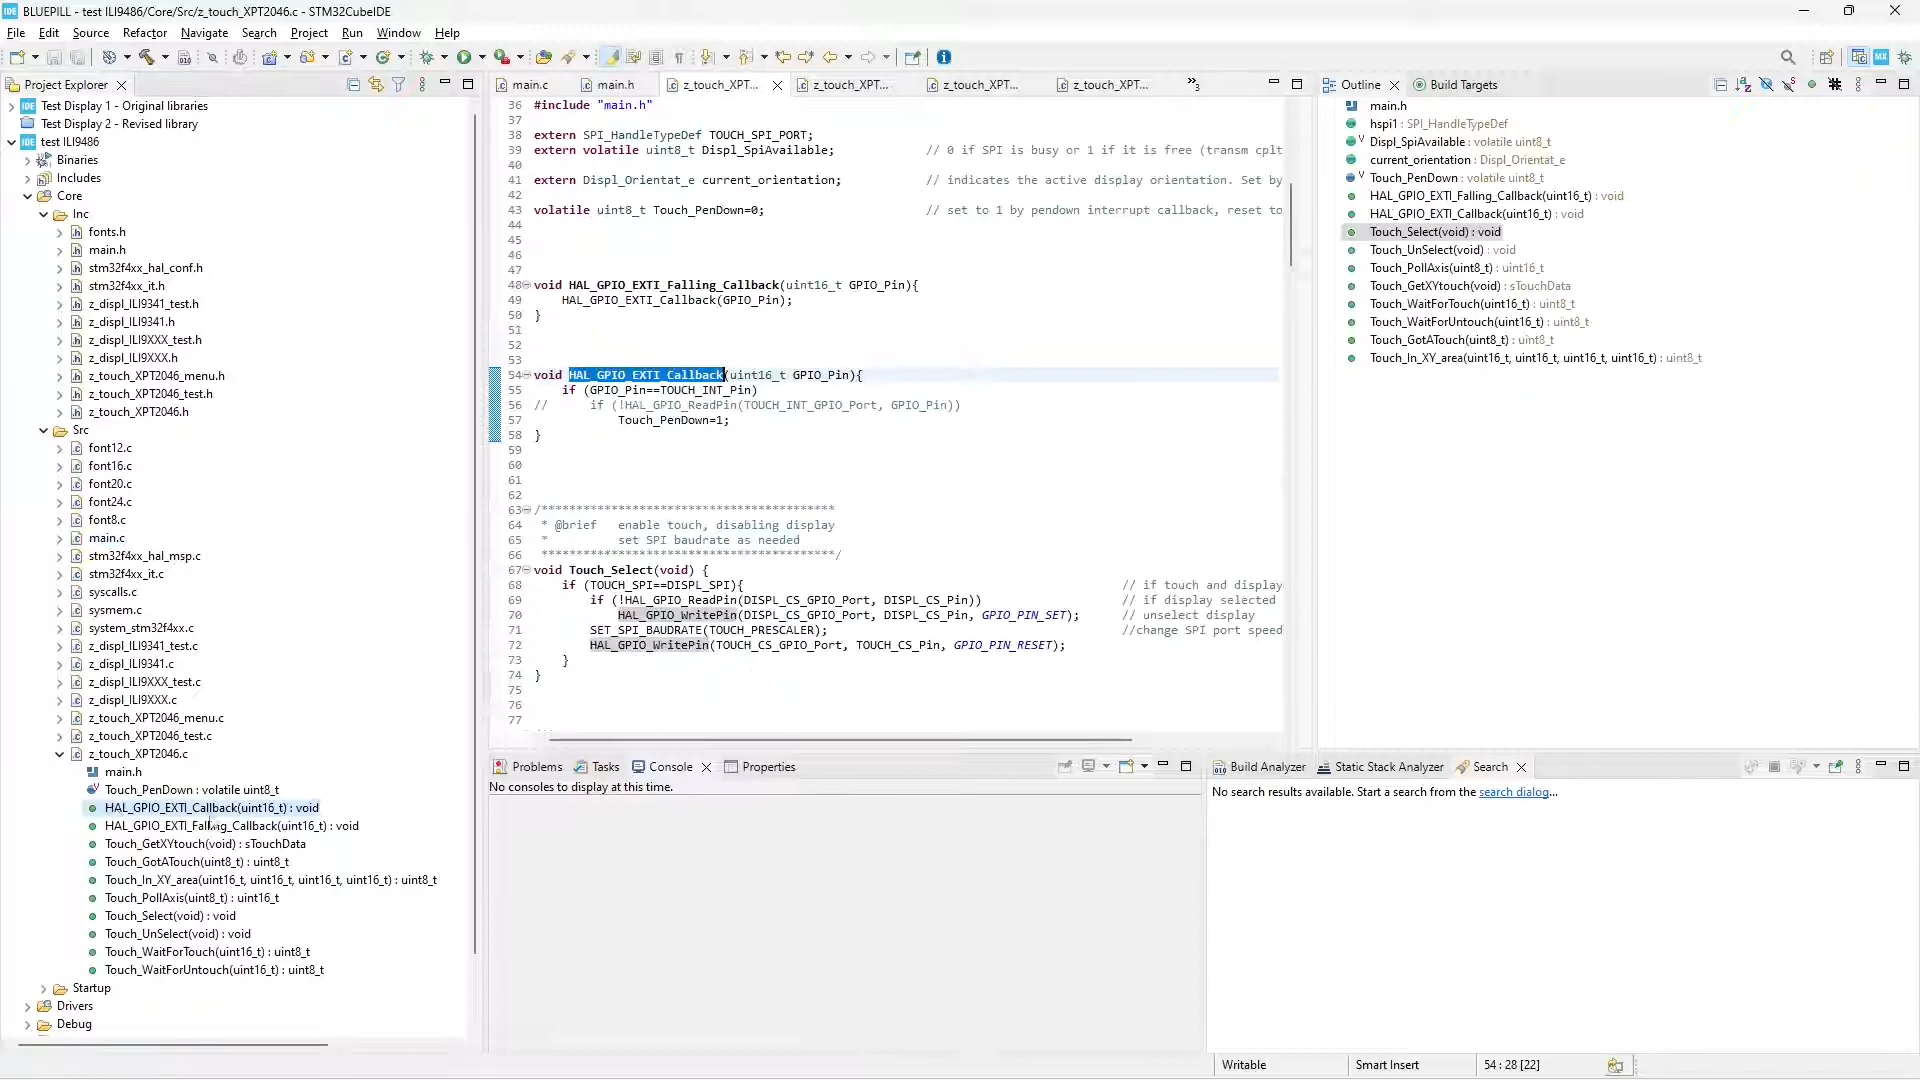 BLUEPILL - test ILI9486/Core/Src/z_touch_XPT2046.c - STM32CubeIDE
File Edit Source Refactor Navigate Search Project Run Window Help
Project Explorer
Test Display 1 - Original libraries
Test Display 2 - Revised library
test ILI9486
Binaries
Includes
Core
Inc
fonts.h
main.h
stm32f4xx_hal_conf.h
stm32f4xx_it.h
z_displ_ILI9341_test.h
z_displ_ILI9341.h
z_displ_ILI9XXX_test.h
z_displ_ILI9XXX.h
z_touch_XPT2046_menu.h
z_touch_XPT2046_test.h
z_touch_XPT2046.h
Src
font12.c
font16.c
font20.c
font24.c
font8.c
main.c
stm32f4xx_hal_msp.c
stm32f4xx_it.c
syscalls.c
sysmem.c
system_stm32f4xx.c
z_displ_ILI9341_test.c
z_displ_ILI9341.c
z_displ_ILI9XXX_test.c
z_displ_ILI9XXX.c
z_touch_XPT2046_menu.c
z_touch_XPT2046_test.c
z_touch_XPT2046.c
main.h
Touch_PenDown : volatile uint8_t
HAL_GPIO_EXTI_Callback(uint16_t) : void
HAL_GPIO_EXTI_Falling_Callback(uint16_t) : void
Touch_GetXYtouch(void) : sTouchData
Touch_GotATouch(uint8_t) : uint8_t
Touch_In_XY_area(uint16_t, uint16_t, uint16_t, uint16_t) : uint8_t
Touch_PollAxis(uint8_t) : uint16_t
Touch_Select(void) : void
Touch_UnSelect(void) : void
Touch_WaitForTouch(uint16_t) : uint8_t
Touch_WaitForUntouch(uint16_t) : uint8_t
Startup
Drivers
Debug
main.c main.h z_touch_XPT... z_touch_XPT... z_touch_XPT... z_touch_XPT... 3
36 #include "main.h"
37
38 extern SPI_HandleTypeDef TOUCH_SPI_PORT;
39 extern volatile uint8_t Displ_SpiAvailable; // 0 if SPI is busy or 1 if it is free (transm cplt
40
41 extern Displ_Orientat_e current_orientation; // indicates the active display orientation. Set by
42
43 volatile uint8_t Touch_PenDown=0; // set to 1 by pendown interrupt callback, reset to
44
45
46
47
48 void HAL_GPIO_EXTI_Falling_Callback(uint16_t GPIO_Pin){
49 HAL_GPIO_EXTI_Callback(GPIO_Pin);
50 }
51
52
53
54 void HAL_GPIO_EXTI_Callback(uint16_t GPIO_Pin){
55 if (GPIO_Pin==TOUCH_INT_Pin)
56 // if (!HAL_GPIO_ReadPin(TOUCH_INT_GPIO_Port, GPIO_Pin))
57 Touch_PenDown=1;
58 }
59
60
61
62
63 /******************************************
64 * @brief enable touch, disabling display
65 * set SPI baudrate as needed
66 ******************************************/
67 void Touch_Select(void) {
68 if (TOUCH_SPI==DISPL_SPI){ // if touch and display
69 if (!HAL_GPIO_ReadPin(DISPL_CS_GPIO_Port, DISPL_CS_Pin)) // if display selected
70 HAL_GPIO_WritePin(DISPL_CS_GPIO_Port, DISPL_CS_Pin, GPIO_PIN_SET); // unselect display
71 SET_SPI_BAUDRATE(TOUCH_PRESCALER); //change SPI port speed
72 HAL_GPIO_WritePin(TOUCH_CS_GPIO_Port, TOUCH_CS_Pin, GPIO_PIN_RESET);
73 }
74 }
75
76
77
Outline Build Targets
main.h
hspi1 : SPI_HandleTypeDef
Displ_SpiAvailable : volatile uint8_t
current_orientation : Displ_Orientat_e
Touch_PenDown : volatile uint8_t
HAL_GPIO_EXTI_Falling_Callback(uint16_t) : void
HAL_GPIO_EXTI_Callback(uint16_t) : void
Touch_Select(void) : void
Touch_UnSelect(void) : void
Touch_PollAxis(uint8_t) : uint16_t
Touch_GetXYtouch(void) : sTouchData
Touch_WaitForTouch(uint16_t) : uint8_t
Touch_WaitForUntouch(uint16_t) : uint8_t
Touch_GotATouch(uint8_t) : uint8_t
Touch_In_XY_area(uint16_t, uint16_t, uint16_t, uint16_t) : uint8_t
Problems Tasks Console Properties
No consoles to display at this time.
Build Analyzer Static Stack Analyzer Search
No search results available. Start a search from the search dialog...
Writable Smart Insert 54 : 28 [22]